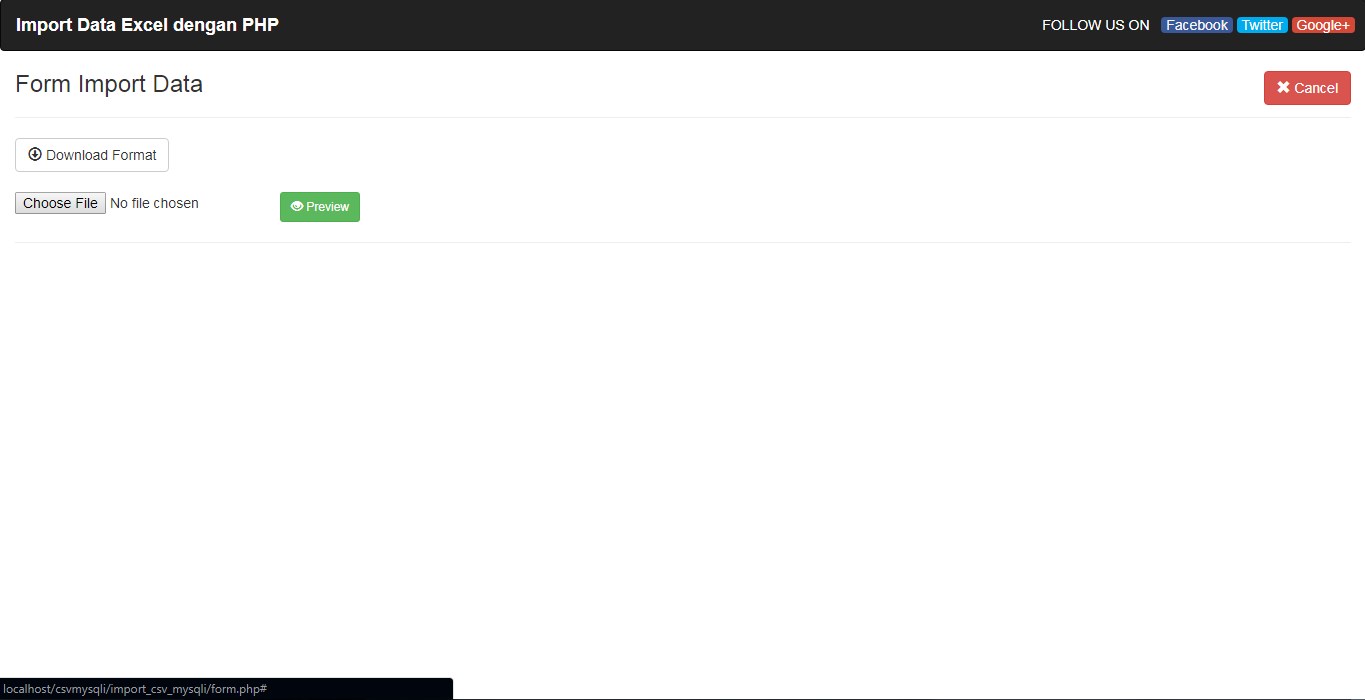 Import Data Excel dengan PHP
FOLLOW US ON Facebook Twitter Google+
Form Import Data
Cancel
Download Format
Choose File No file chosen
Preview
localhost/csvmysqli/import_csv_mysqli/form.php#